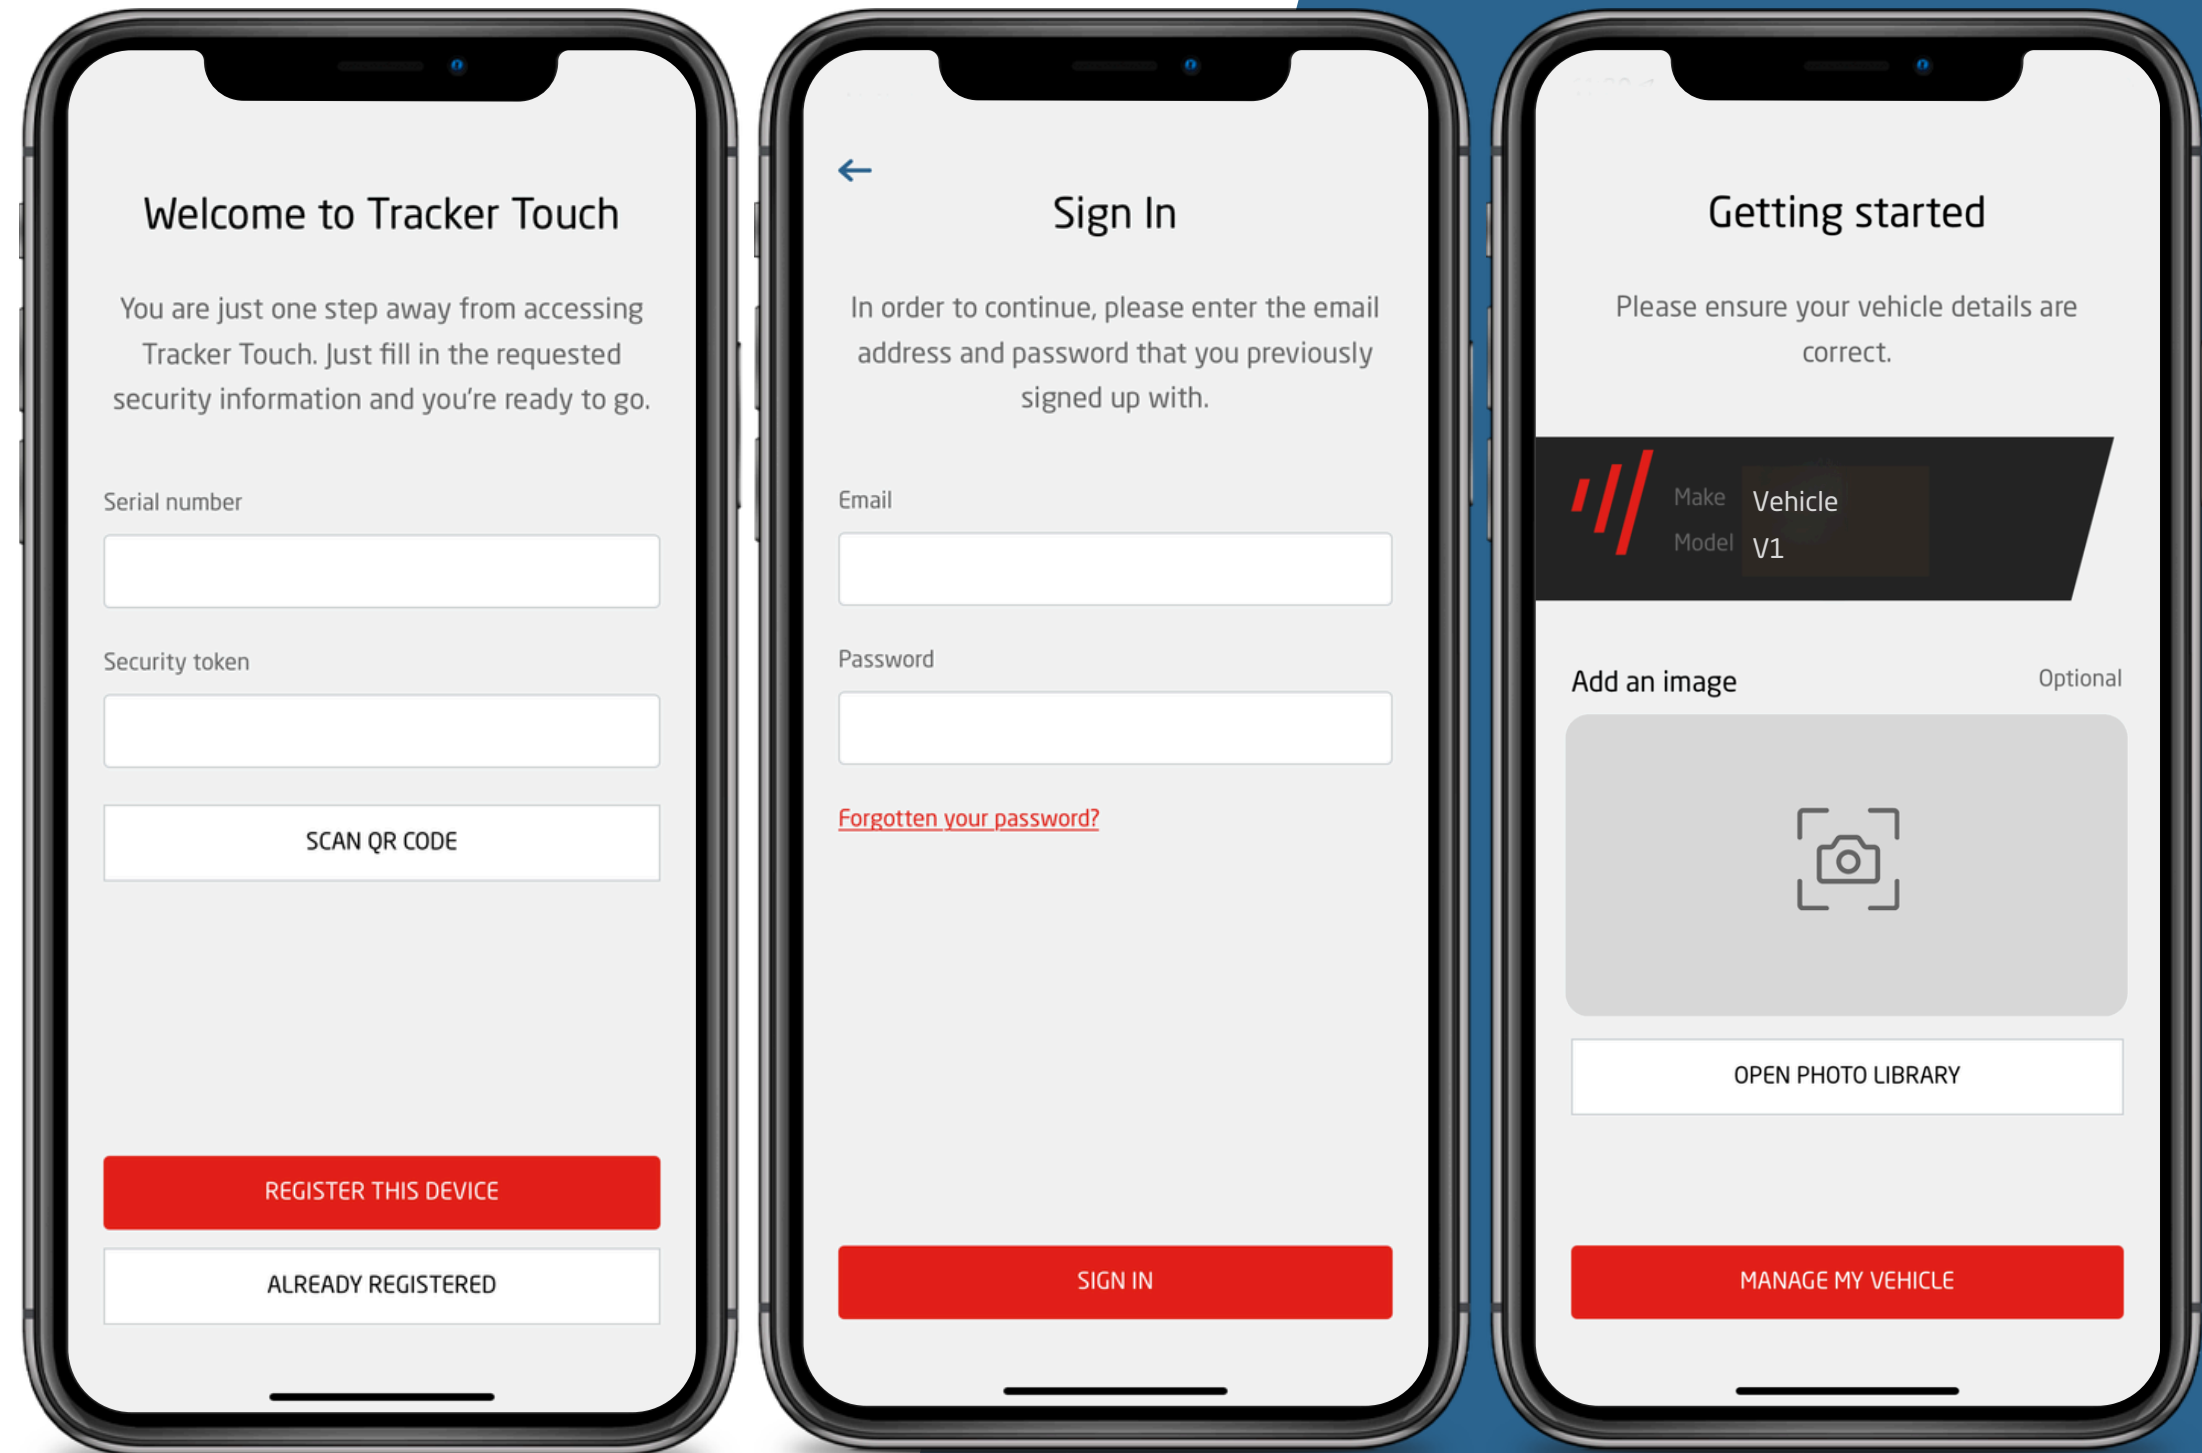 Welcome to Tracker Touch
You are just one step away from accessing
Tracker Touch. Just fill in the requested
security information and you're ready to go.
Serial number
Security token
SCAN QR CODE
REGISTER THIS DEVICE
ALREADY REGISTERED
Sign In
In order to continue, please enter the email
address and password that you previously
signed up with.
Email
Password
Forgotten your password?
SIGN IN
Getting started
Please ensure your vehicle details are
correct.
Make Vehicle
Model V1
Add an image Optional
OPEN PHOTO LIBRARY
MANAGE MY VEHICLE